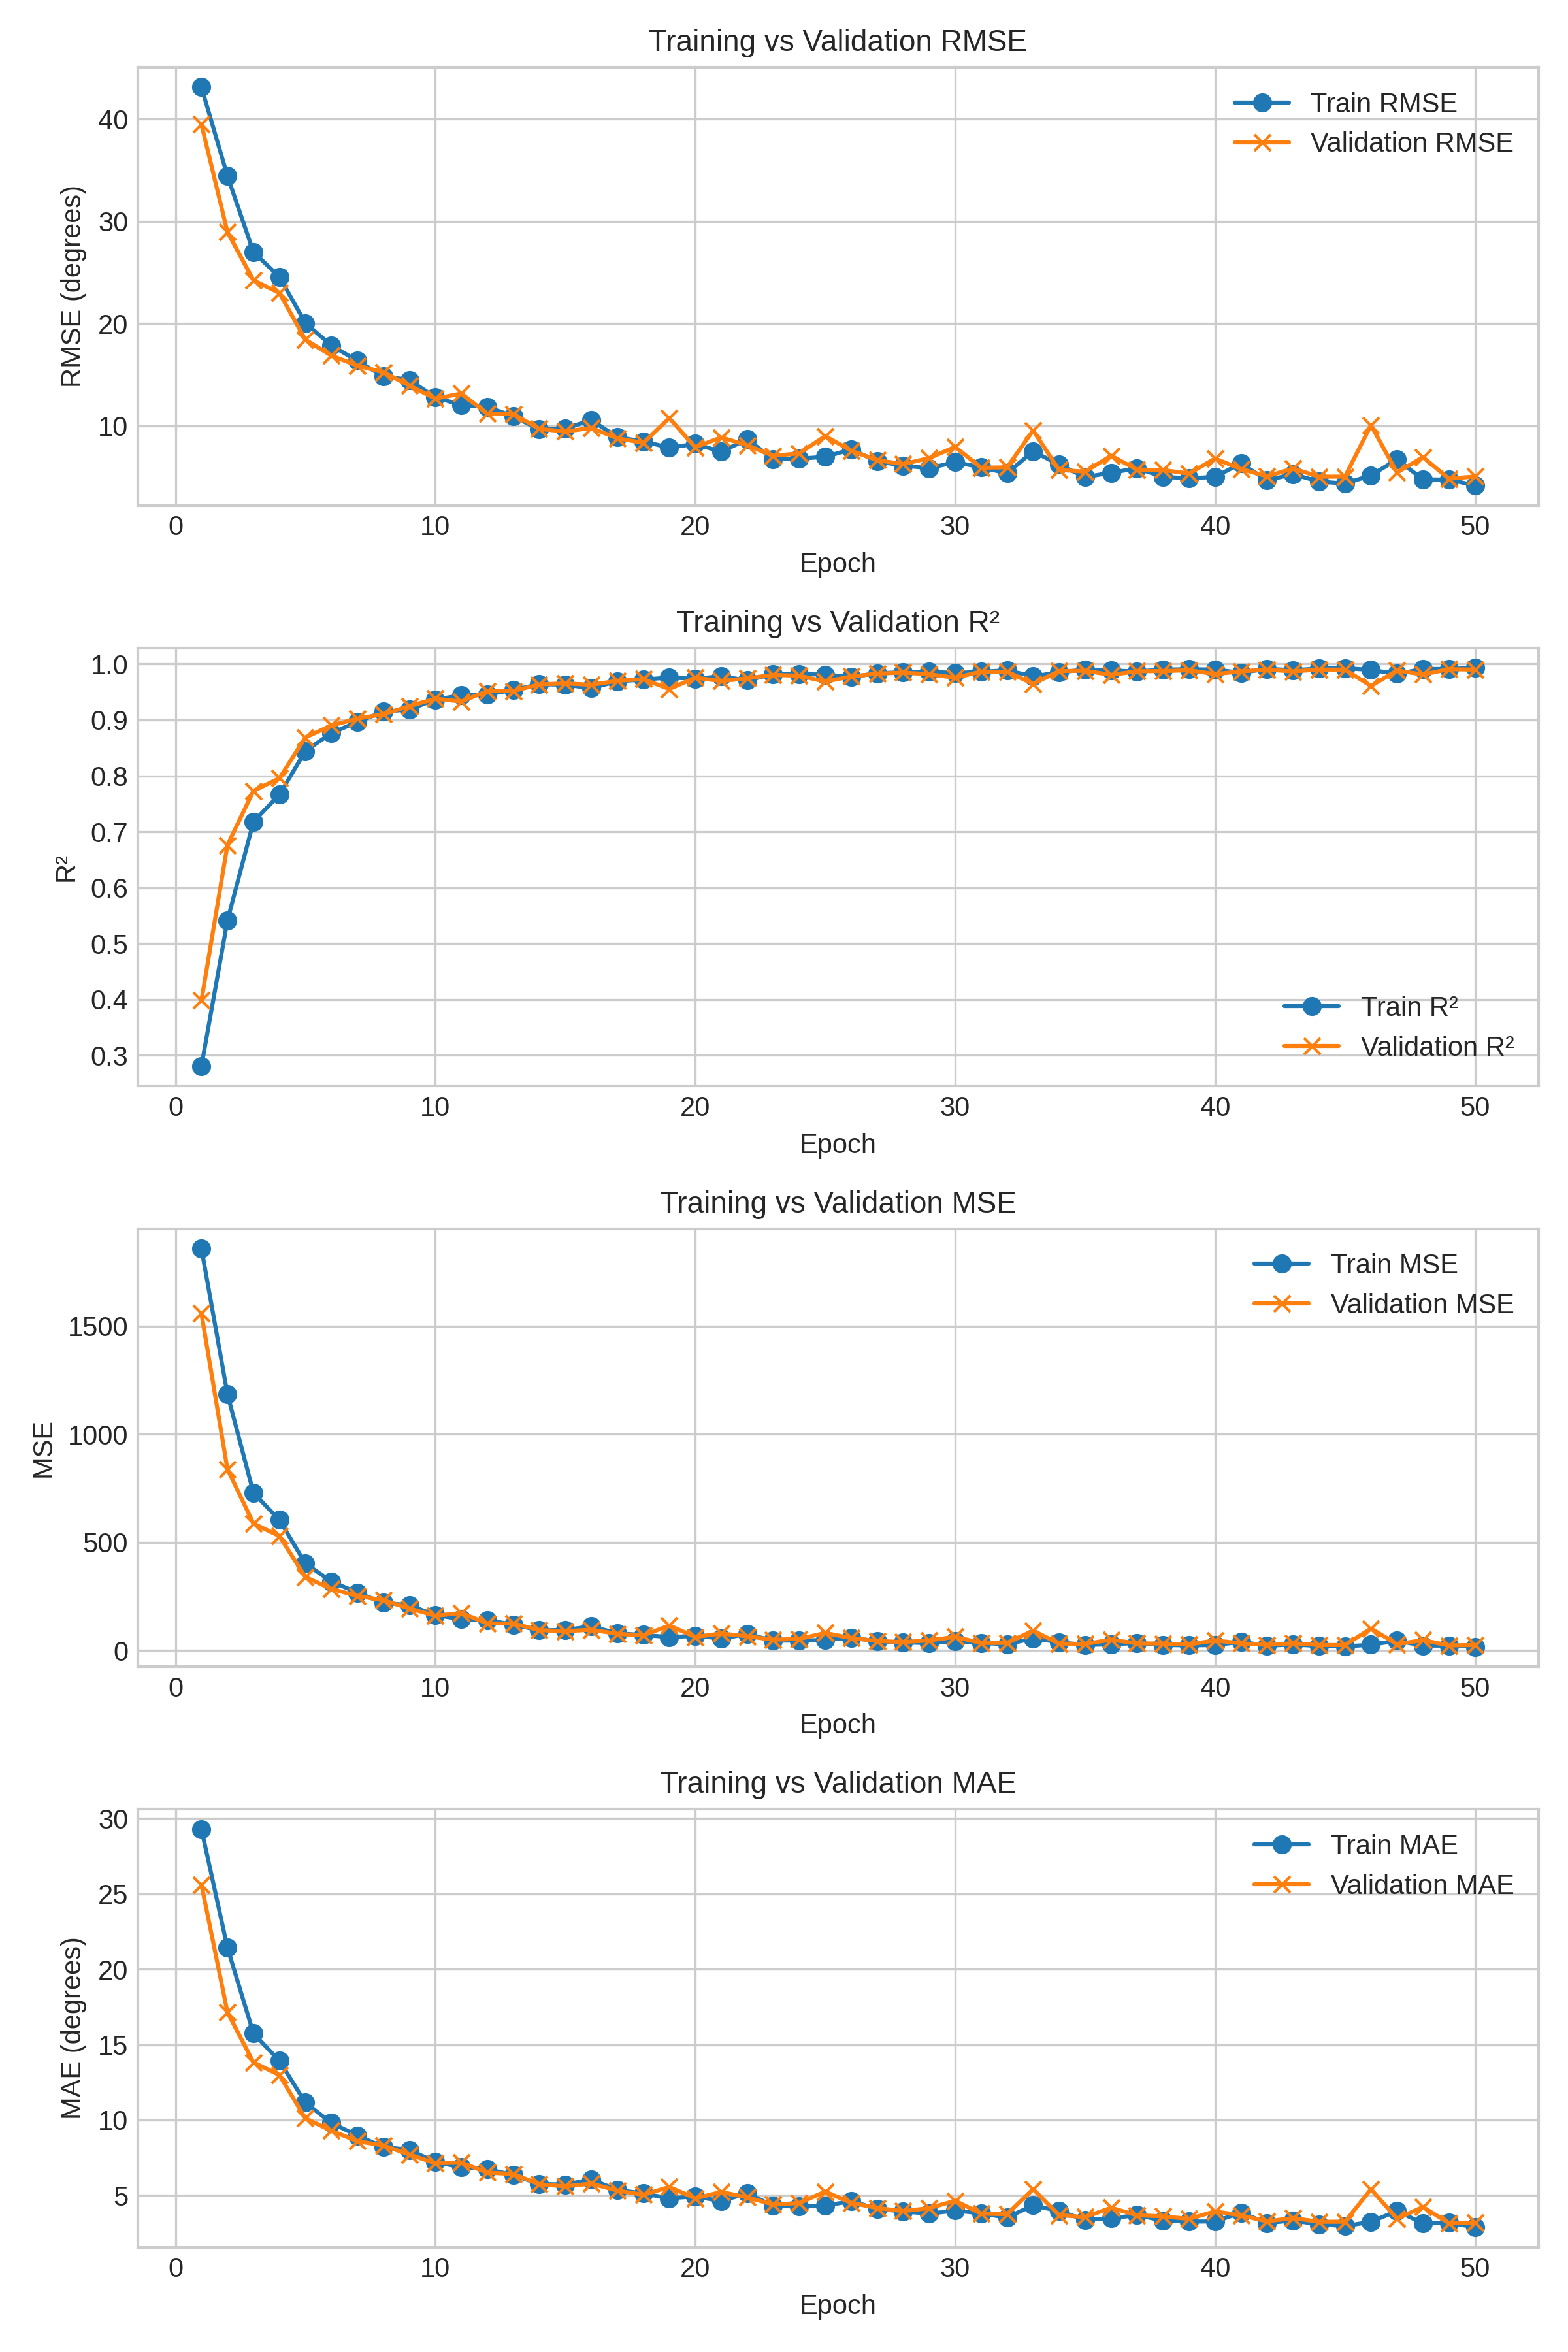 Training vs Validation RMSE
Train RMSE
Validation RMSE
RMSE (degrees)
40
30
20
10
0 10 20 30 40 50
Epoch
Training vs Validation R²
R²
1.0
0.9
0.8
0.7
0.6
0.5
0.4
0.3
Train R²
Validation R²
0 10 20 30 40 50
Epoch
Training vs Validation MSE
Train MSE
Validation MSE
MSE
1500
1000
500
0
0 10 20 30 40 50
Epoch
Training vs Validation MAE
Train MAE
Validation MAE
MAE (degrees)
30
25
20
15
10
5
0 10 20 30 40 50
Epoch